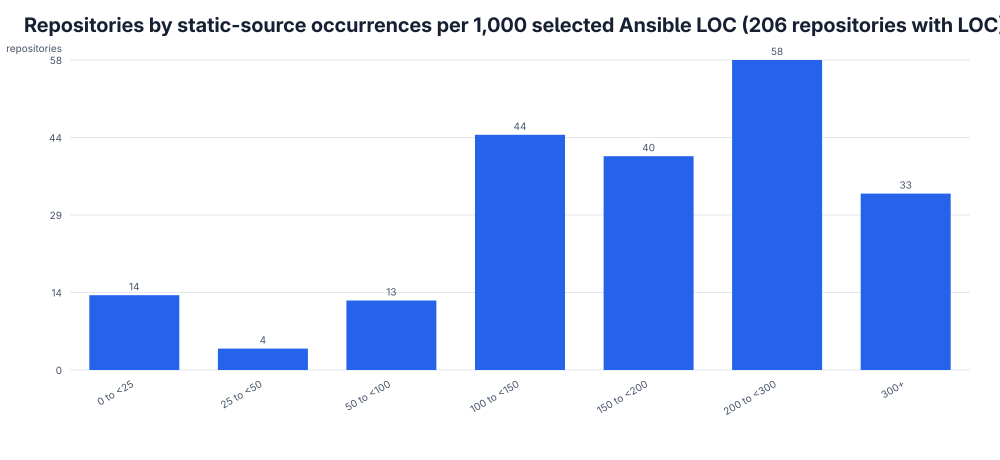 Repositories by static-source occurrences per 1,000 selected Ansible LOC (206 repositories with LOC)
repositories
58
44
29
14
0
14
4
13
44
40
58
33
0 to <25
25 to <50
50 to <100
100 to <150
150 to <200
200 to <300
300+